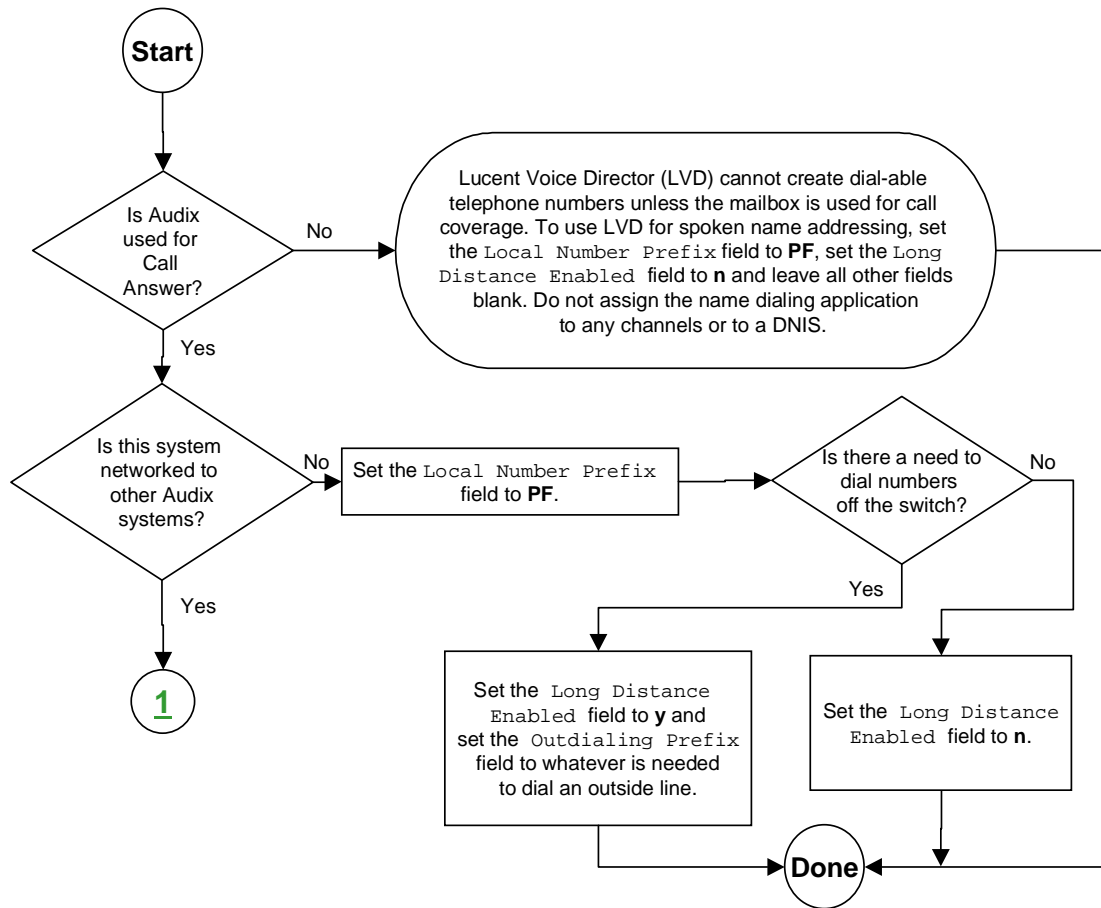 Start
Is Audix
used for
Call
Answer?
No
Lucent Voice Director (LVD) cannot create dial-able
telephone numbers unless the mailbox is used for call
coverage. To use LVD for spoken name addressing, set
the Local Number Prefix field to PF, set the Long
Distance Enabled field to n and leave all other fields
blank. Do not assign the name dialing application
to any channels or to a DNIS.
Yes
Is this system
networked to
other Audix
systems?
No
Set the Local Number Prefix
field to PF.
Is there a need to
dial numbers
off the switch?
No
Yes
Yes
1
Set the Long Distance
Enabled field to y and
set the Outdialing Prefix
field to whatever is needed
to dial an outside line.
Set the Long Distance
Enabled field to n.
Done